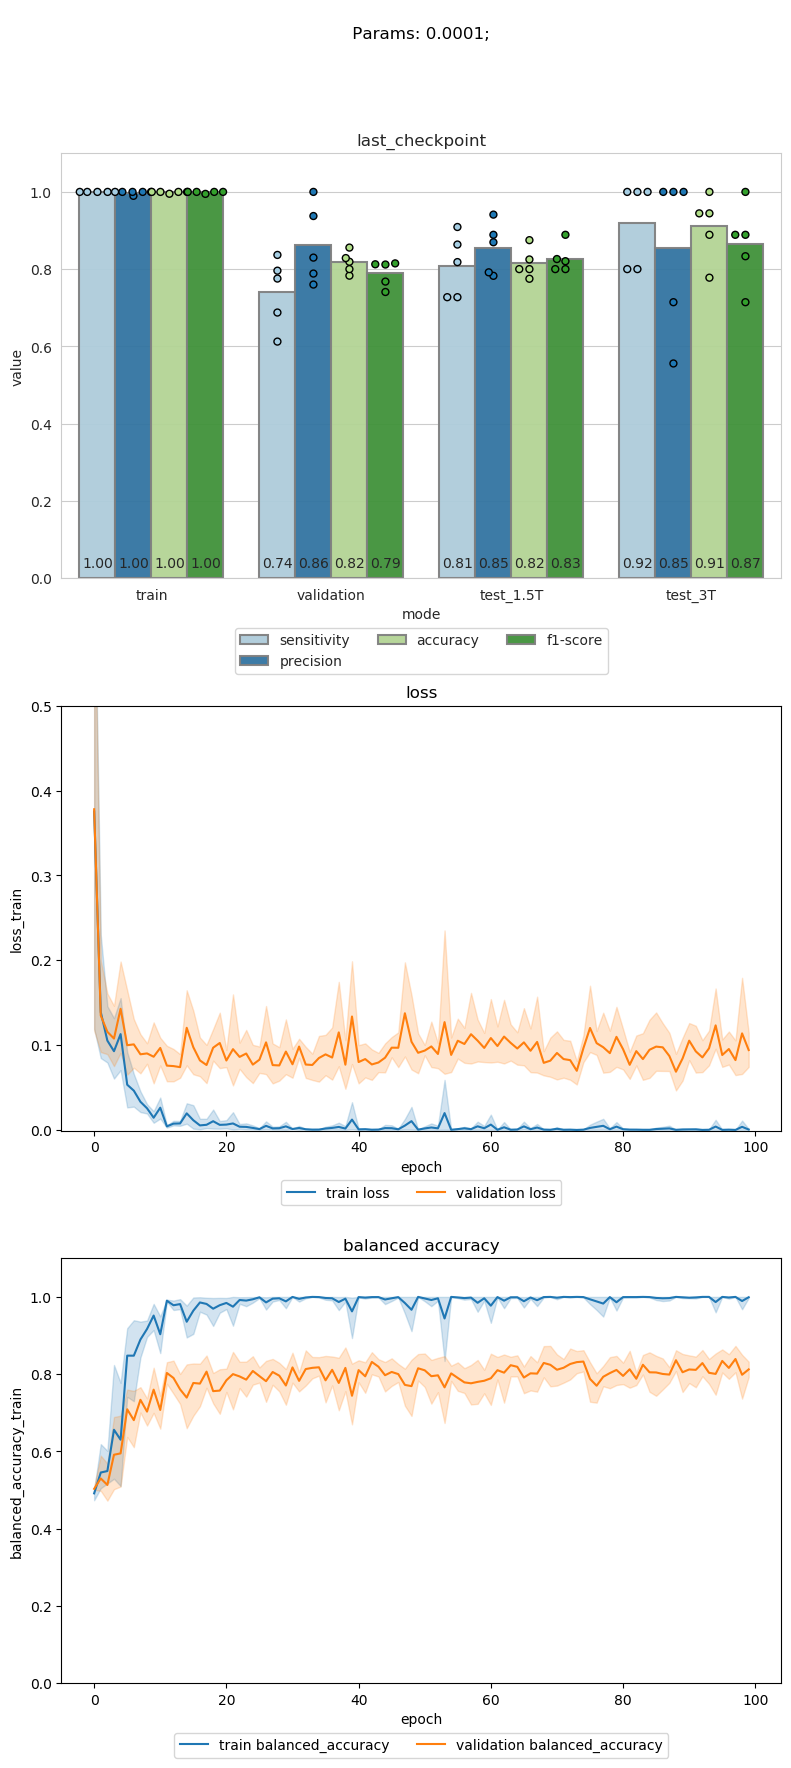 Params: 0.0001;
last_checkpoint
value
1.0
0.8
0.6
0.4
0.2
0.0
1.00 1.00 1.00 1.00 0.74 0.86 0.82 0.79 0.81 0.85 0.82 0.83 0.92 0.85 0.91 0.87
train validation test_1.5T test_3T
mode
sensitivity accuracy f1-score
precision
loss
loss_train
0.5
0.4
0.3
0.2
0.1
0.0
0 20 40 60 80 100
epoch
train loss validation loss
balanced accuracy
balanced_accuracy_train
1.0
0.8
0.6
0.4
0.2
0.0
0 20 40 60 80 100
epoch
train balanced_accuracy validation balanced_accuracy